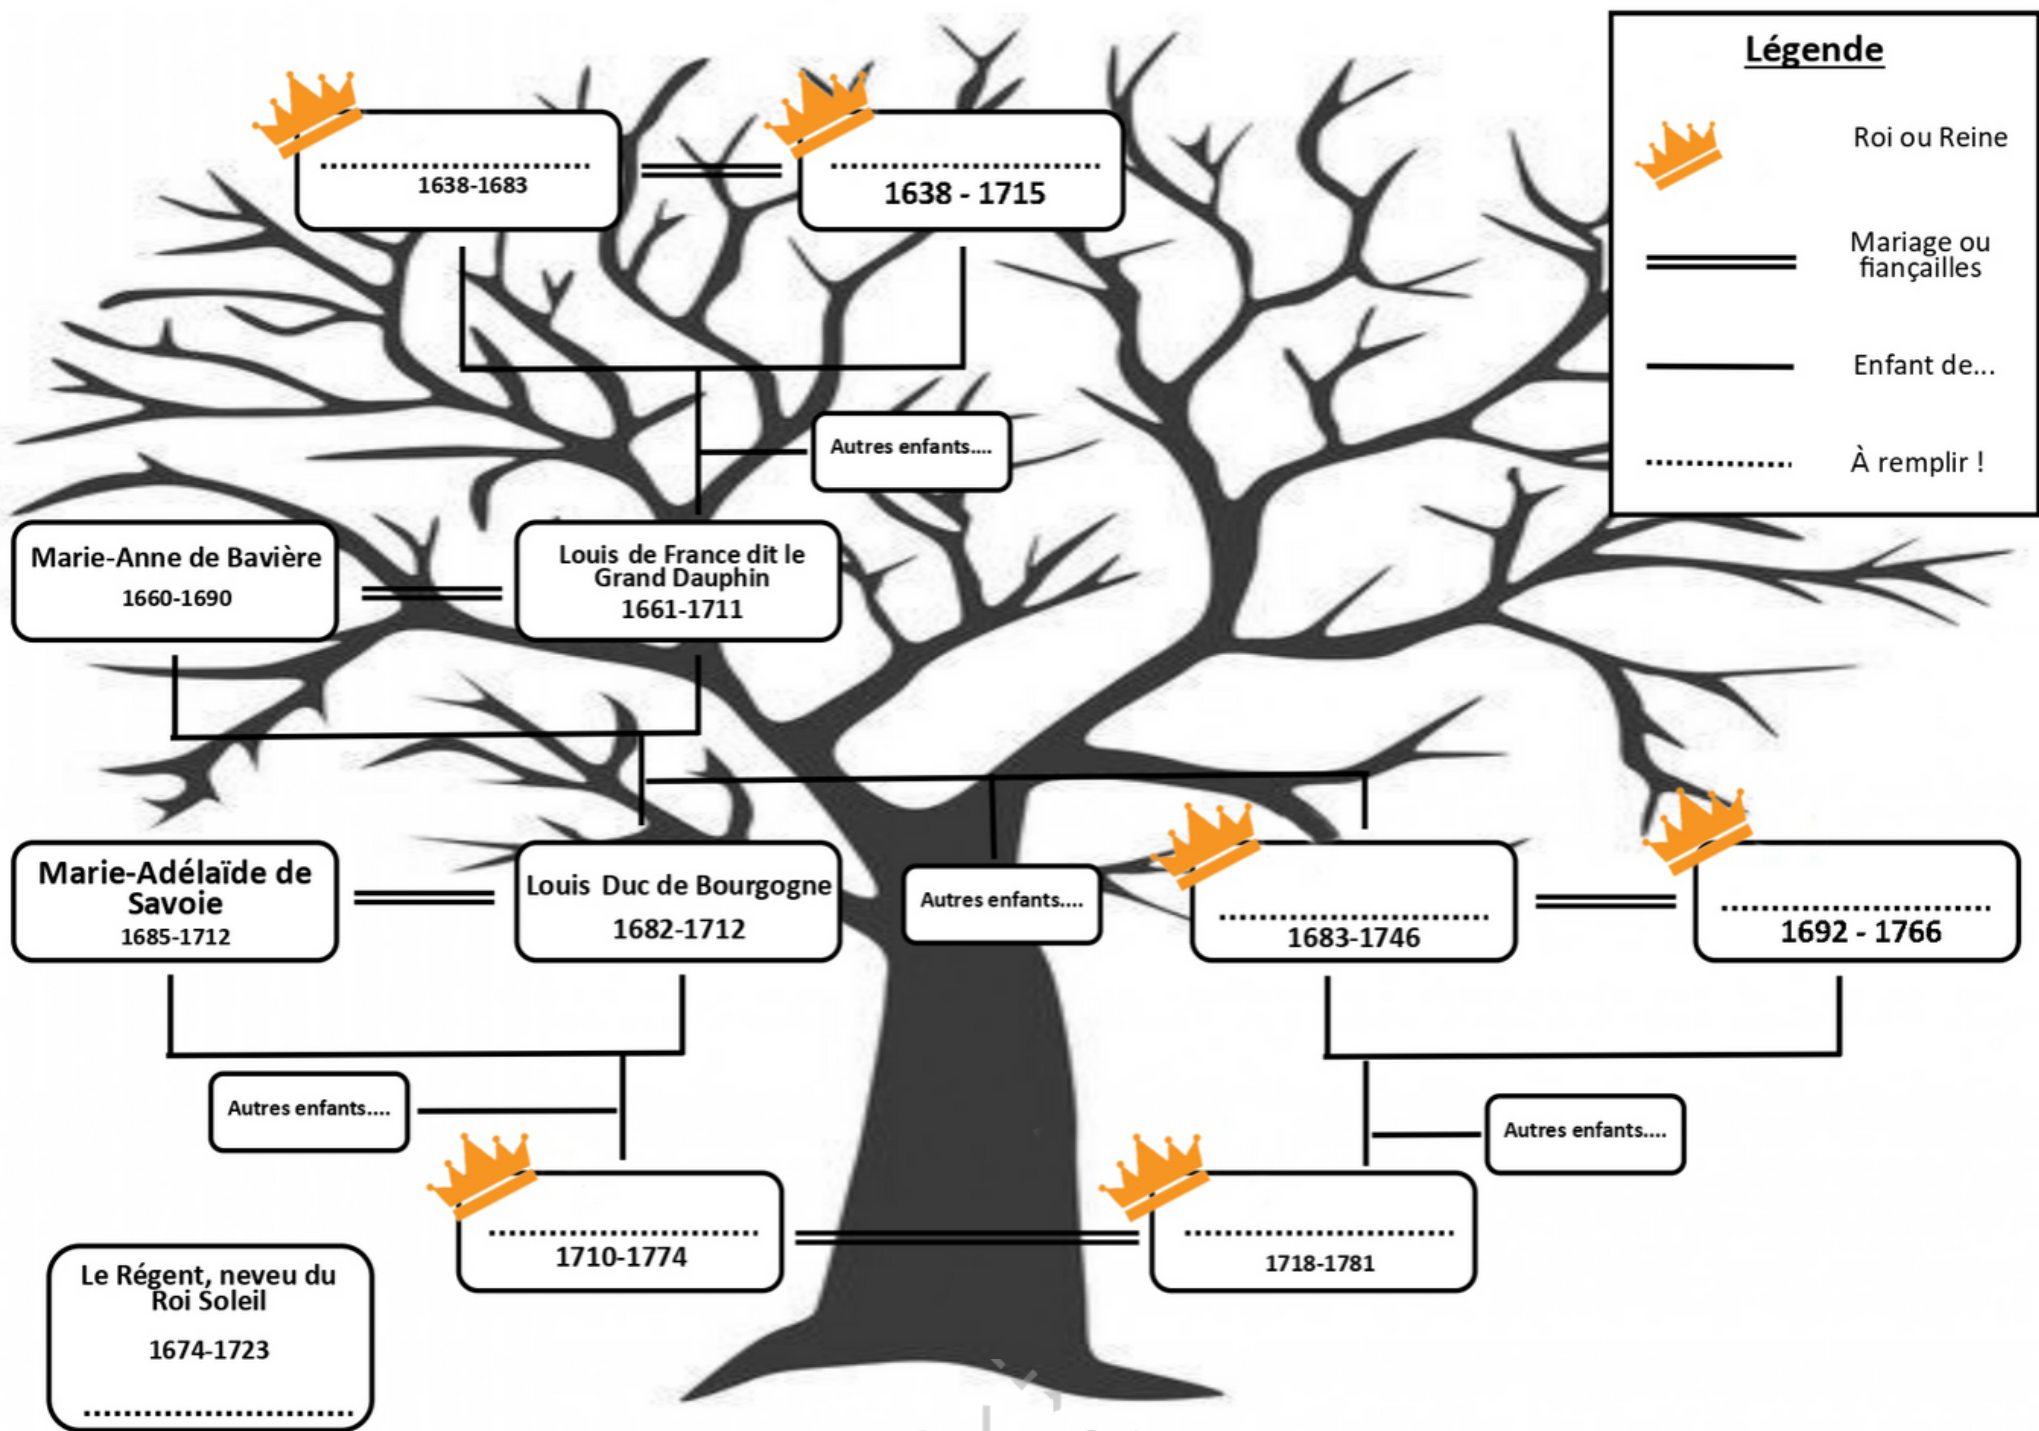 Légende
Roi ou Reine
Mariage ou
fiançailles
Enfant de...
À remplir !
1638-1683
1638 - 1715
Autres enfants....
Marie-Anne de Bavière
1660-1690
Louis de France dit le
Grand Dauphin
1661-1711
Marie-Adélaïde de
Savoie
1685-1712
Louis Duc de Bourgogne
1682-1712
Autres enfants....
1683-1746
1692 - 1766
Autres enfants....
Autres enfants....
1710-1774
1718-1781
Le Régent, neveu du
Roi Soleil
1674-1723